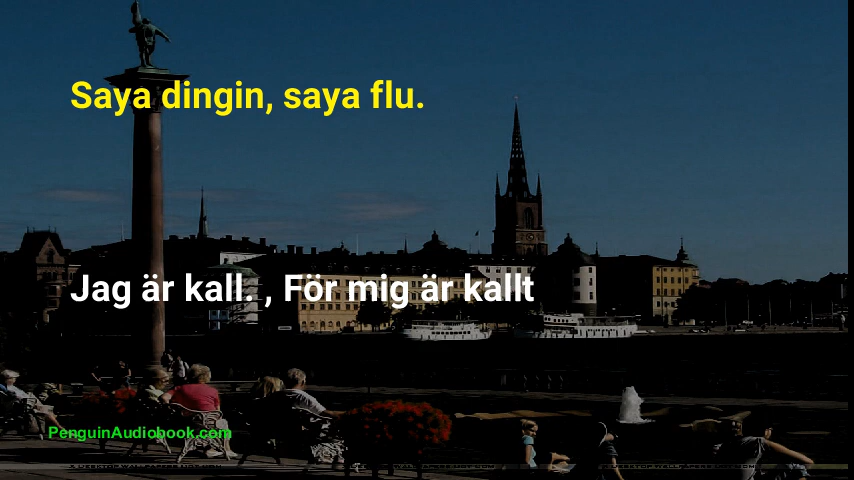 Saya dingin, saya flu.
Jag är kall. , För mig är kallt
PenguinAudiobook.com